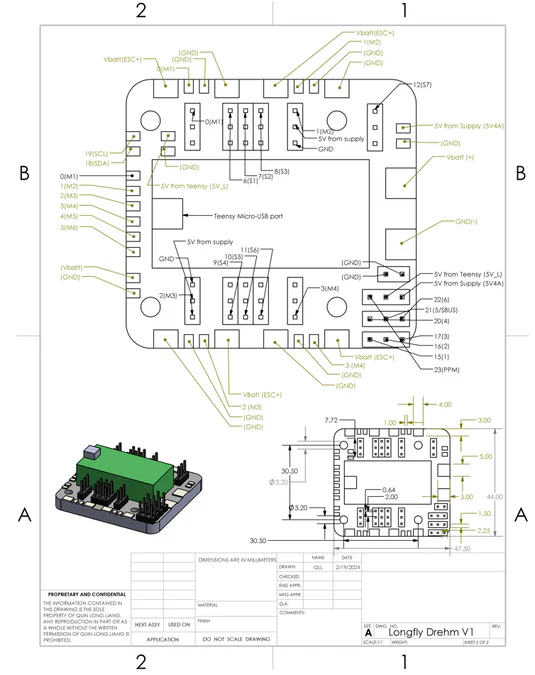 2
1
Vbatt(ESC+)
(GND)
(GND)
0(M1)
Vbatt(ESC+)
1(M2)
(GND)
(GND)
12(S7)
0(M1)
1(M2)
5V from supply
GND
5V from Supply (5V4A)
(GND)
Vbatt (+)
B
B
19(SCL)
18(SDA)
(GND)
8(S3)
7(S2)
6(S1)
5V from teensy (5V_L)
0(M1)
1(M2)
2(M3)
3(M4)
4(M5)
5(M6)
Teensy Micro-USB port
GND(-)
5V from supply
GND
11(S6)
10(S5)
9(S4)
(Vbatt)
(GND)
2(M3)
3(M4)
(GND)
(GND)
5V from Teensy (5V_L)
5V from Supply (5V4A)
22(6)
21(5/SBUS)
20(4)
17(3)
16(2)
15(1)
23(PPM)
VBatt (ESC+)
2 (M3)
(GND)
(GND)
Vbatt (ESC+)
3 (M4)
(GND)
(GND)
4.00
7.72
1.00
3.00
30.50
Ø3.20
5.00
0.64
2.00
5.00
44.00
Ø3.20
1.50
2.25
30.50
47.50
A
A
DIMENSIONS ARE IN MILLIMETERS
NAME
DATE
DRAWN
QLL
2/19/2024
CHECKED
ENG APPR.
MFG APPR.
Q.A.
COMMENTS:
MATERIAL
FINISH
PROPRIETARY AND CONFIDENTIAL
THE INFORMATION CONTAINED IN
THIS DRAWING IS THE SOLE
PROPERTY OF QUIN LONG LIANG.
ANY REPRODUCTION IN PART OR AS
A WHOLE WITHOUT THE WRITTEN
PERMISSION OF QUIN LONG LIANG IS
PROHIBITED.
NEXT ASSY
USED ON
APPLICATION
DO NOT SCALE DRAWING
SIZE
DWG. NO.
REV.
A
Longfly Drehm V1
SCALE:1:1
WEIGHT:
SHEET 2 OF 2
2
1